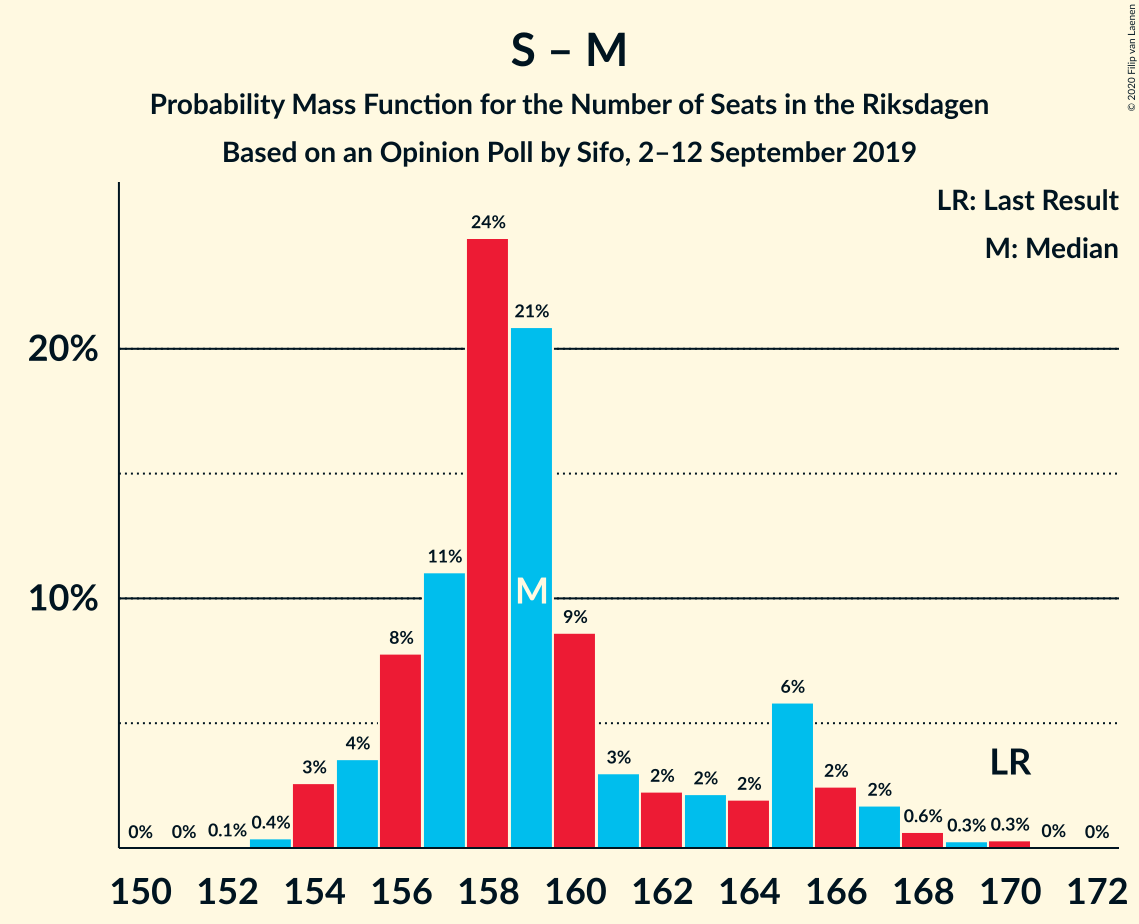 © 2020 Filip van Laenen
S – M
Probability Mass Function for the Number of Seats in the Riksdagen
Based on an Opinion Poll by Sifo, 2–12 September 2019
LR: Last Result
M: Median
20%
10%
0% 0% 0.1% 0.4% 3% 4% 8% 11% 24% 21% 9% 3% 2% 2% 2% 6% 2% 2% 0.6% 0.3% 0.3% 0% 0%
M
LR
150 152 154 156 158 160 162 164 166 168 170 172